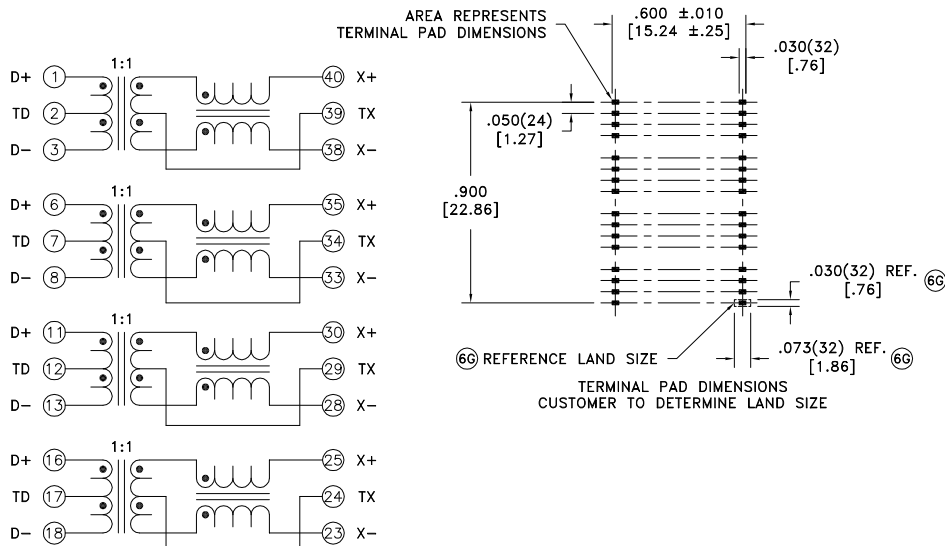 AREA REPRESENTS
TERMINAL PAD DIMENSIONS
.600 ±.010
[15.24 ±.25]
.030(32)
[.76]
.050(24)
[1.27]
.900
[22.86]
.030(32) REF. 6G
[.76]
6G REFERENCE LAND SIZE
.073(32) REF. 6G
[1.86]
TERMINAL PAD DIMENSIONS
CUSTOMER TO DETERMINE LAND SIZE
1:1
D+ 1 40 X+
TD 2 39 TX
D- 3 38 X-
1:1
D+ 6 35 X+
TD 7 34 TX
D- 8 33 X-
1:1
D+ 11 30 X+
TD 12 29 TX
D- 13 28 X-
1:1
D+ 16 25 X+
TD 17 24 TX
D- 18 23 X-